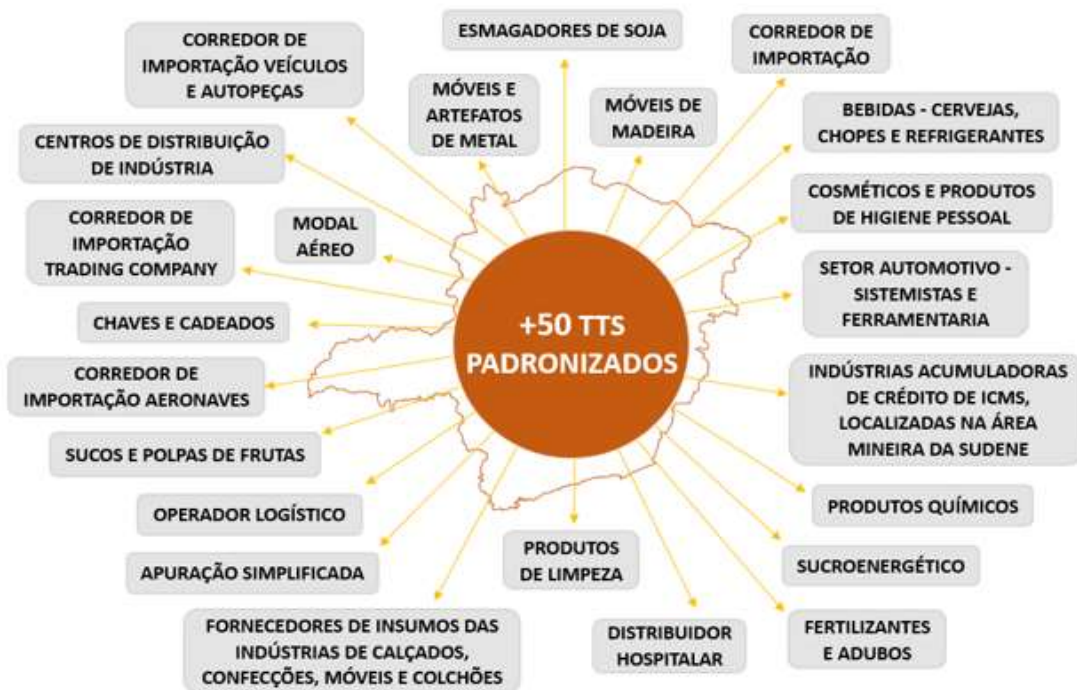 ESMAGADORES DE SOJA
CORREDOR DE
IMPORTAÇÃO
CORREDOR DE
IMPORTAÇÃO VEÍCULOS
E AUTOPEÇAS
MÓVEIS E
ARTEFATOS
DE METAL
MÓVEIS DE
MADEIRA
BEBIDAS - CERVEJAS,
CHOPES E REFRIGERANTES
CENTROS DE DISTRIBUIÇÃO
DE INDÚSTRIA
COSMÉTICOS E PRODUTOS
DE HIGIENE PESSOAL
CORREDOR DE
IMPORTAÇÃO
TRADING COMPANY
MODAL
AÉREO
SETOR AUTOMOTIVO -
SISTEMISTAS E
FERRAMENTARIA
CHAVES E CADEADOS
+50 TTS
PADRONIZADOS
CORREDOR DE
IMPORTAÇÃO AERONAVES
INDÚSTRIAS ACUMULADORAS
DE CRÉDITO DE ICMS,
LOCALIZADAS NA ÁREA
MINEIRA DA SUDENE
SUCOS E POLPAS DE FRUTAS
PRODUTOS QUÍMICOS
OPERADOR LOGÍSTICO
PRODUTOS
DE LIMPEZA
SUCROENERGÉTICO
APURAÇÃO SIMPLIFICADA
FORNECEDORES DE INSUMOS DAS
INDÚSTRIAS DE CALÇADOS,
CONFECÇÕES, MÓVEIS E COLCHÕES
DISTRIBUIDOR
HOSPITALAR
FERTILIZANTES
E ADUBOS